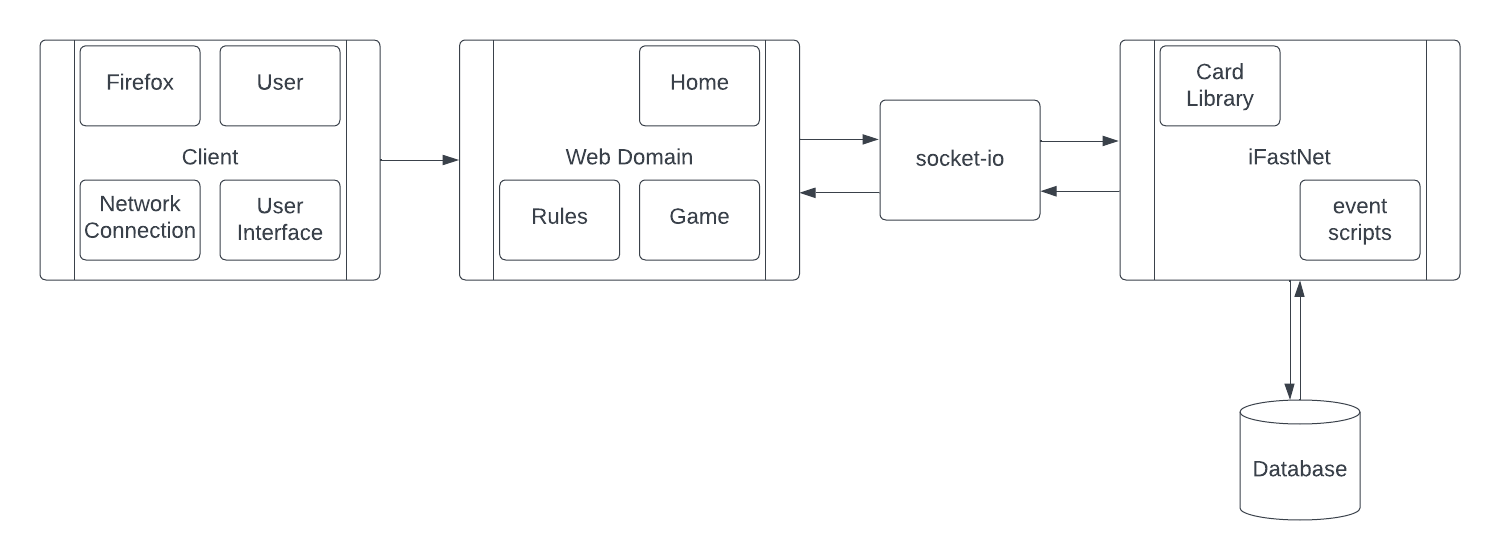 Firefox
User
Client
Network
Connection
User
Interface
Home
Web Domain
Rules
Game
socket-io
Card
Library
iFastNet
event
scripts
Database